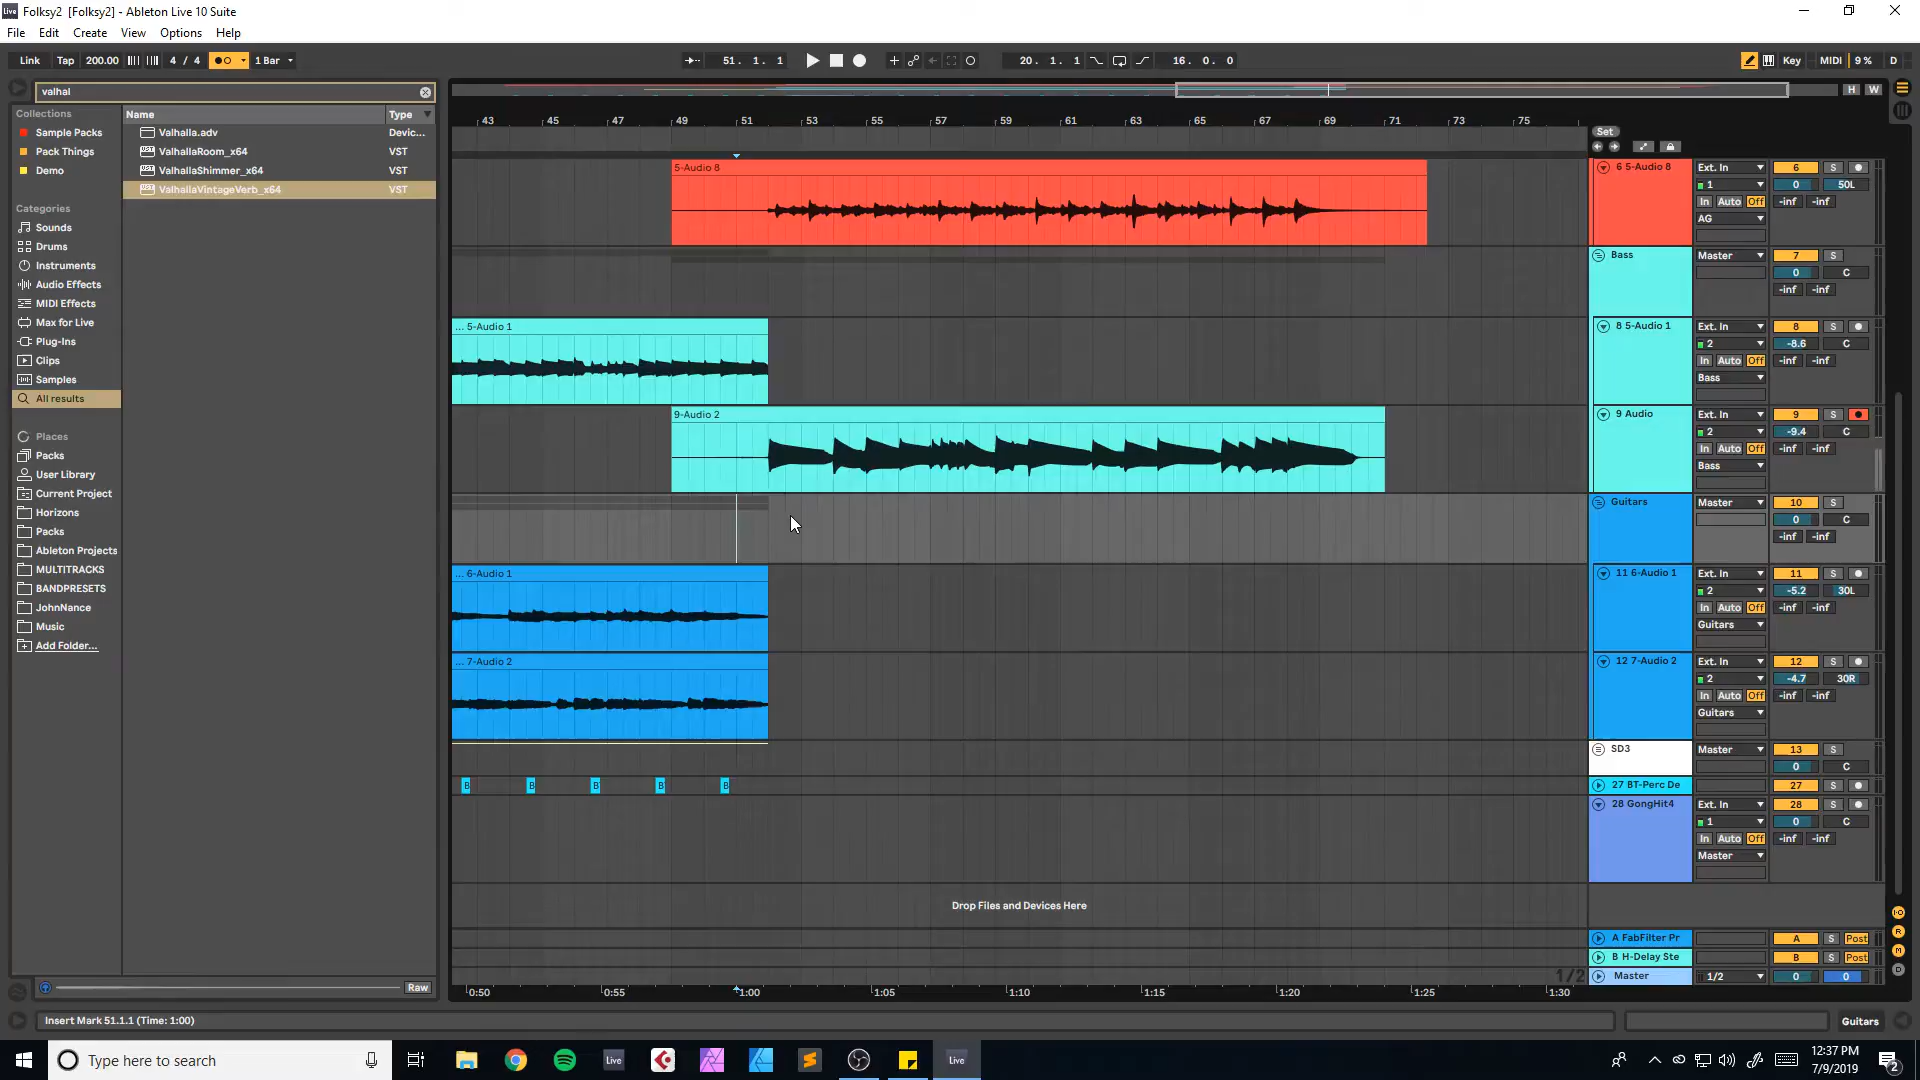 Live Folksy2 [Folksy2] - Ableton Live 10 Suite
File Edit Create View Options Help
Link Tap 200.00 4 / 4 1 Bar 51. 1. 1 20. 1. 1 16. 0. 0 Key MIDI 9 % D
valhal
H W
Collections
Sample Packs
Pack Things
Demo
Categories
Sounds
Drums
Instruments
Audio Effects
MIDI Effects
Max for Live
Plug-Ins
Clips
Samples
All results
Places
Packs
User Library
Current Project
Horizons
Packs
Ableton Projects
MULTITRACKS
BANDPRESETS
JohnNance
Music
Add Folder...
Name Type
Valhalla.adv Devic...
ValhallaRoom_x64 VST
ValhallaShimmer_x64 VST
ValhallaVintageVerb_x64 VST
Raw
43 45 47 49 51 53 55 57 59 61 63 65 67 69 71 73 75
Set
5-Audio 8
... 5-Audio 1
9-Audio 2
... 6-Audio 1
... 7-Audio 2
B B B B B
Drop Files and Devices Here
1/2
0:50 0:55 1:00 1:05 1:10 1:15 1:20 1:25 1:30
6 5-Audio 8 Ext. In 6 S
1 0 50L
In Auto Off -inf -inf
AG
Bass Master 7 S
0 C
-inf -inf
8 5-Audio 1 Ext. In 8 S
2 -8.6 C
In Auto Off -inf -inf
Bass
9 Audio Ext. In 9 S
2 -9.4 C
In Auto Off -inf -inf
Bass
Guitars Master 10 S
0 C
-inf -inf
11 6-Audio 1 Ext. In 11 S
2 -5.2 30L
In Auto Off -inf -inf
Guitars
12 7-Audio 2 Ext. In 12 S
2 -4.7 30R
In Auto Off -inf -inf
Guitars
SD3 Master 13 S
0 C
27 BT-Perc De 27 S
28 GongHit4 Ext. In 28 S
1 0 C
In Auto Off -inf -inf
Master
A FabFilter Pr A S Post
B H-Delay Ste B S Post
Master 1/2 0 0
I·O
R
M
D
Insert Mark 51.1.1 (Time: 1:00) Guitars
Type here to search Live Live 12:37 PM
7/9/2019
2